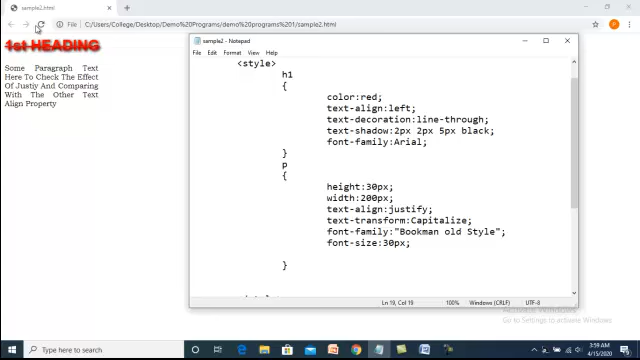 sample2.html
File
C:/Users/College/Desktop/Demo%20Programs/demo%20programs%201/sample2.html
P
1st HEADING
Some Paragraph Text
Here To Check The Effect
Of Justiy And Comparing
With The Other Text
Align Property
sample2 - Notepad
File Edit Format View Help
<style>
h1
{
color:red;
text-align:left;
text-decoration:line-through;
text-shadow:2px 2px 5px black;
font-family:Arial;
}
p
{
height:30px;
width:200px;
text-align:justify;
text-transform:Capitalize;
font-family:"Bookman old Style";
font-size:30px;
}
Ln 19, Col 19
100%
Windows (CRLF)
UTF-8
Activate Windows
Go to Settings to activate Windows.
Type here to search
3:59 AM
4/15/2020